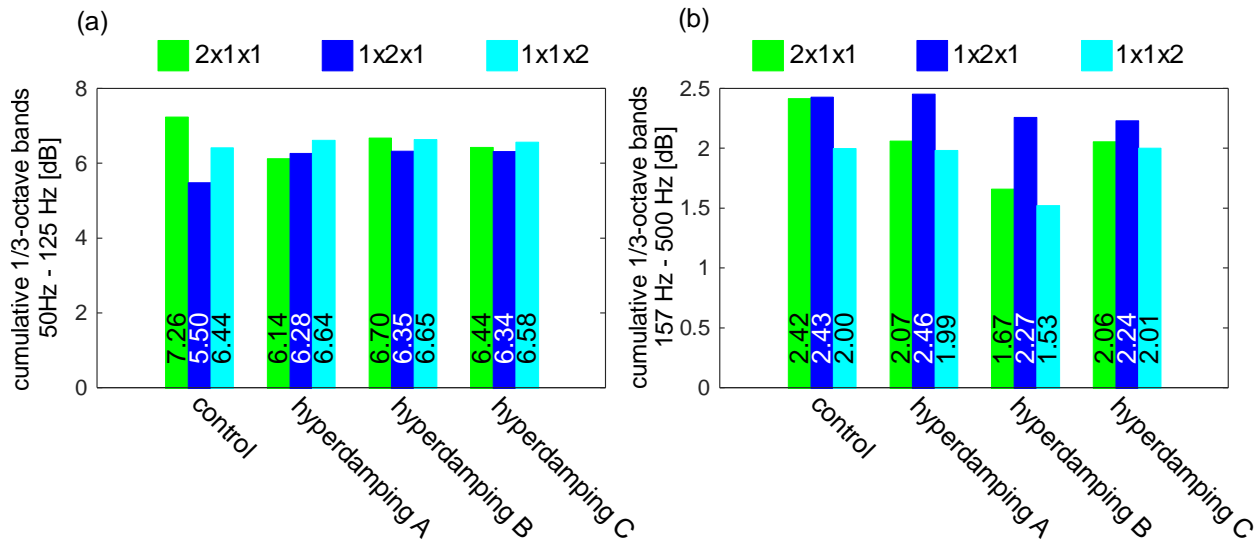 (a)
2x1x1 1x2x1 1x1x2
cumulative 1/3-octave bands
50Hz - 125 Hz [dB]
8
6
4
2
0
7.26 5.50 6.44 6.14 6.28 6.64 6.70 6.35 6.65 6.44 6.34 6.58
control hyperdamping A hyperdamping B hyperdamping C
(b)
2x1x1 1x2x1 1x1x2
cumulative 1/3-octave bands
157 Hz - 500 Hz [dB]
2.5
2
1.5
1
0.5
0
2.42 2.43 2.00 2.07 2.46 1.99 1.67 2.27 1.53 2.06 2.24 2.01
control hyperdamping A hyperdamping B hyperdamping C